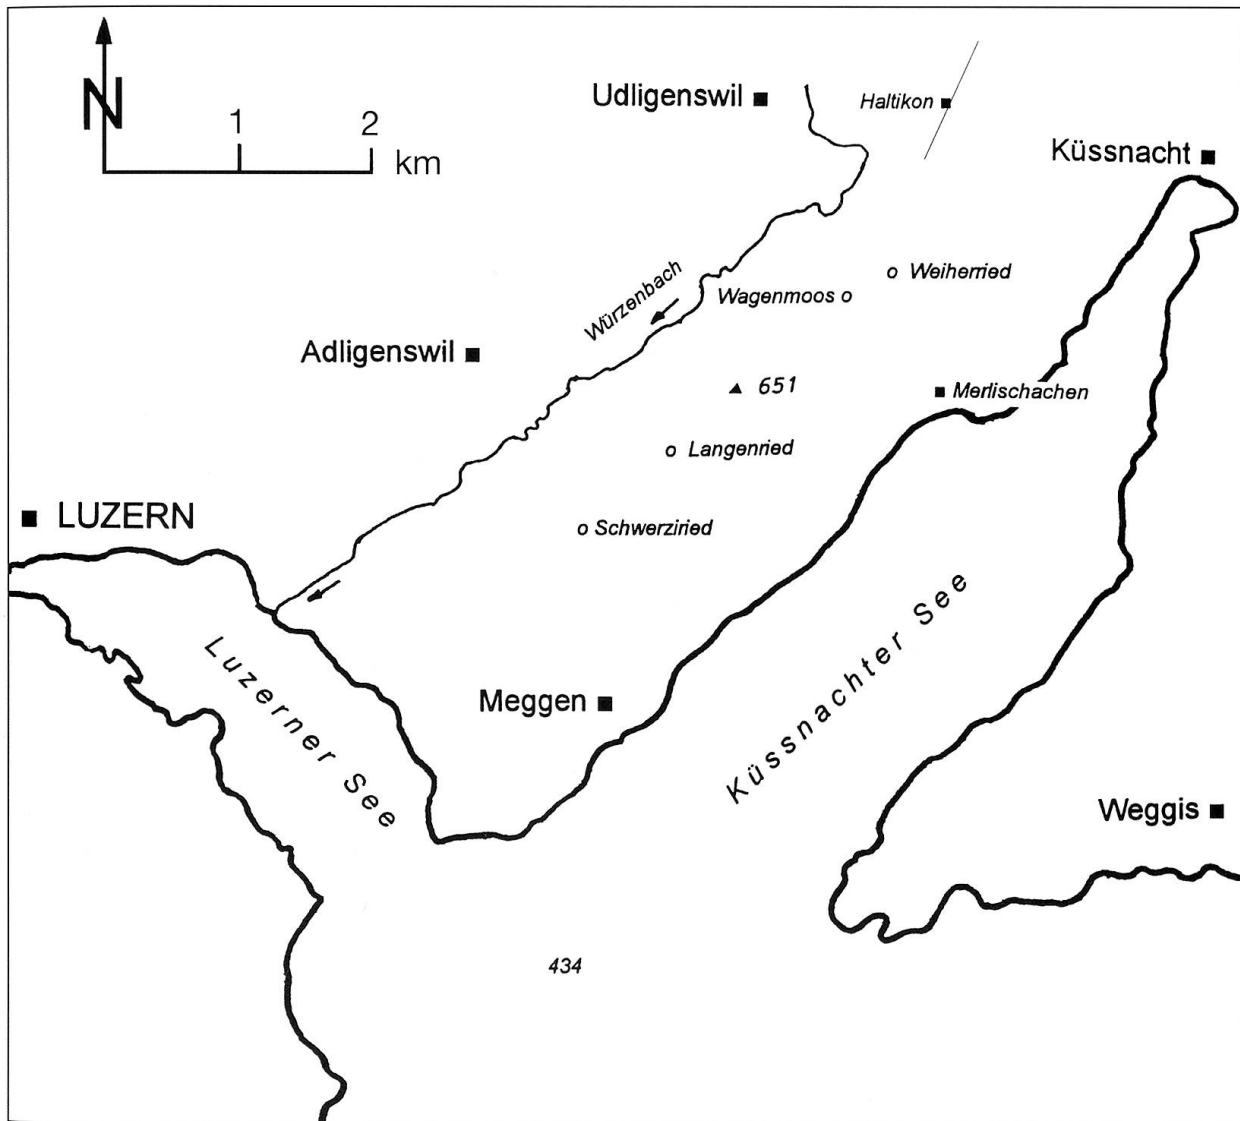 N
1 2
km
Udligenswil
Haltikon
Küssnacht
Weiherried
Würzenbach
Wagenmoos
Adligenswil
651
Merlischachen
Langenried
LUZERN
Schwerziried
Luzerner See
Küssnachter See
Meggen
Weggis
434